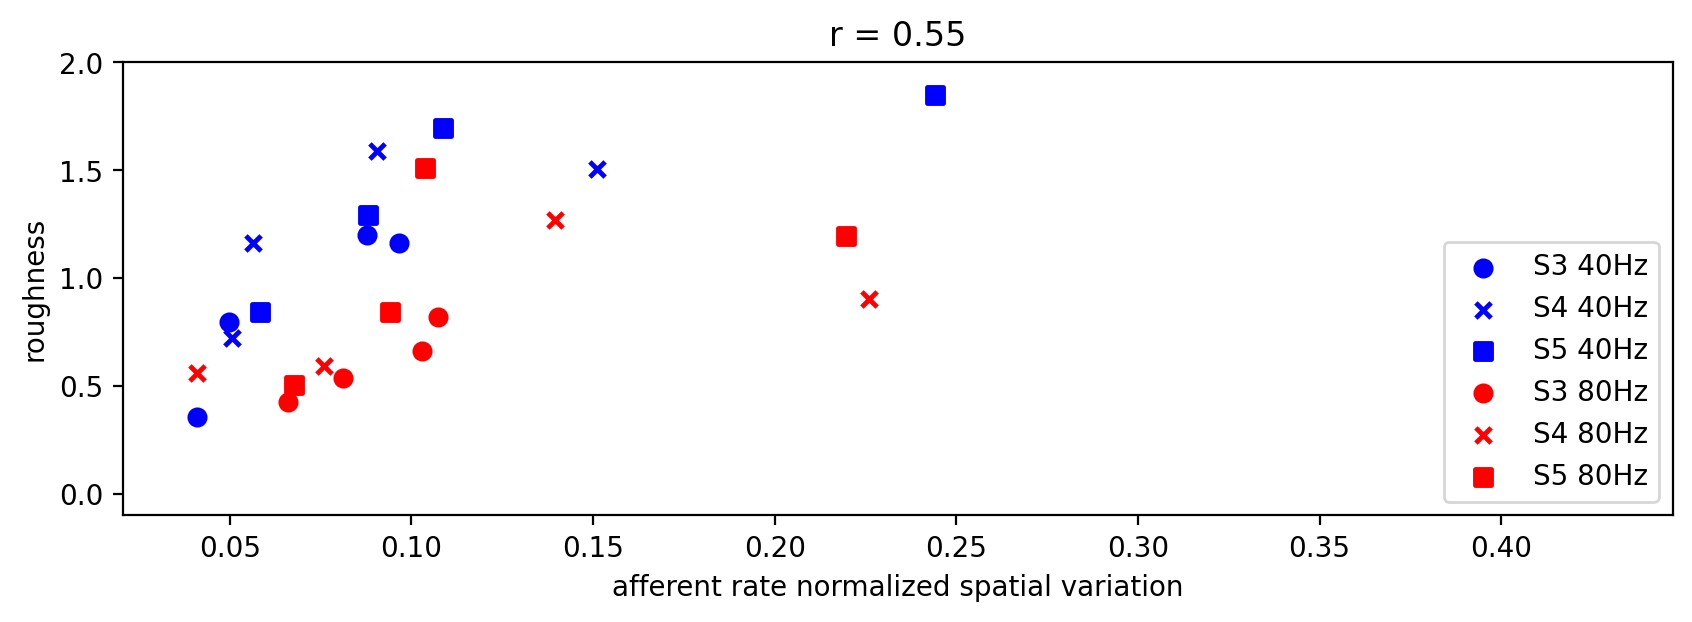 r = 0.55
2.0
1.5
1.0
0.5
0.0
roughness
S3 40Hz
S4 40Hz
S5 40Hz
S3 80Hz
S4 80Hz
S5 80Hz
0.05 0.10 0.15 0.20 0.25 0.30 0.35 0.40
afferent rate normalized spatial variation